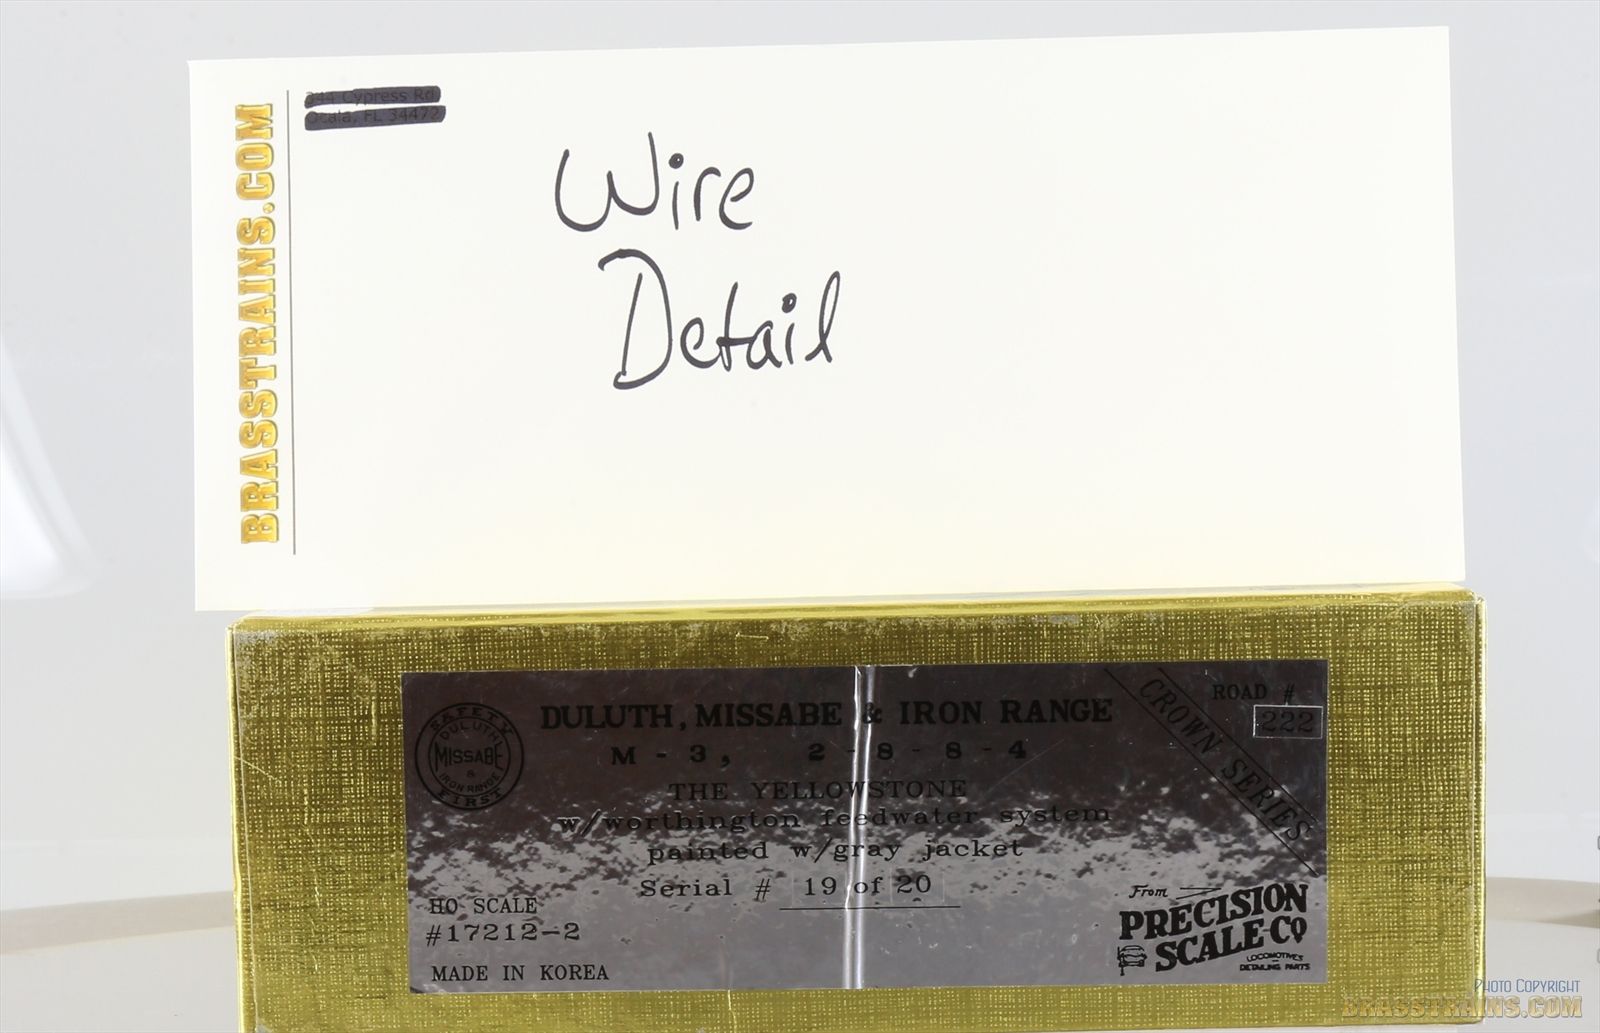 BRASSTRAINS.COM
Wire
Detail
SAFETY FIRST
DULUTH
MISSABE
&
IRON RANGE
DULUTH, MISSABE & IRON RANGE
M-3, 2-8-8-4
THE YELLOWSTONE
w/worthington feedwater system
painted w/gray jacket
Serial # 19 of 20
CROWN SERIES
ROAD #
222
HO SCALE
#17212-2
MADE IN KOREA
From
PRECISION
SCALE CO
LOCOMOTIVES
DETAILING PARTS
PHOTO COPYRIGHT
BRASSTRAINS.COM